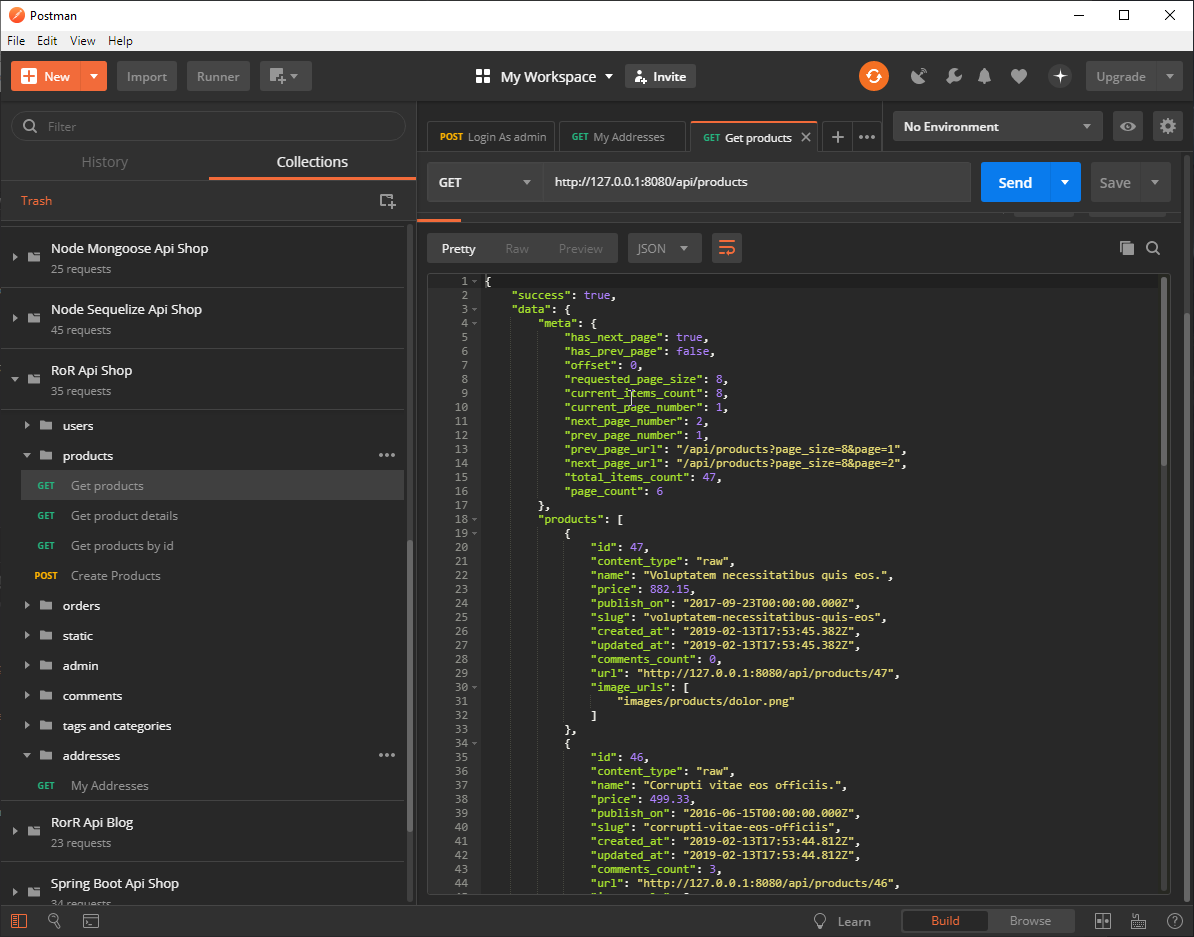 Postman
File Edit View Help
New Import Runner My Workspace Invite Upgrade
Filter
History Collections
Trash
Node Mongoose Api Shop
25 requests
Node Sequelize Api Shop
45 requests
RoR Api Shop
35 requests
users
products
GET Get products
GET Get product details
GET Get products by id
POST Create Products
orders
static
admin
comments
tags and categories
addresses
GET My Addresses
RorR Api Blog
23 requests
Spring Boot Api Shop
34 requests
POST Login As admin GET My Addresses GET Get products No Environment
GET http://127.0.0.1:8080/api/products Send Save
Pretty Raw Preview JSON
1 {
2 "success": true,
3 "data": {
4 "meta": {
5 "has_next_page": true,
6 "has_prev_page": false,
7 "offset": 0,
8 "requested_page_size": 8,
9 "current_items_count": 8,
10 "current_page_number": 1,
11 "next_page_number": 2,
12 "prev_page_number": 1,
13 "prev_page_url": "/api/products?page_size=8&page=1",
14 "next_page_url": "/api/products?page_size=8&page=2",
15 "total_items_count": 47,
16 "page_count": 6
17 },
18 "products": [
19 {
20 "id": 47,
21 "content_type": "raw",
22 "name": "Voluptatem necessitatibus quis eos.",
23 "price": 882.15,
24 "publish_on": "2017-09-23T00:00:00.000Z",
25 "slug": "voluptatem-necessitatibus-quis-eos",
26 "created_at": "2019-02-13T17:53:45.382Z",
27 "updated_at": "2019-02-13T17:53:45.382Z",
28 "comments_count": 0,
29 "url": "http://127.0.0.1:8080/api/products/47",
30 "image_urls": [
31 "images/products/dolor.png"
32 ]
33 },
34 {
35 "id": 46,
36 "content_type": "raw",
37 "name": "Corrupti vitae eos officiis.",
38 "price": 499.33,
39 "publish_on": "2016-06-15T00:00:00.000Z",
40 "slug": "corrupti-vitae-eos-officiis",
41 "created_at": "2019-02-13T17:53:44.812Z",
42 "updated_at": "2019-02-13T17:53:44.812Z",
43 "comments_count": 3,
44 "url": "http://127.0.0.1:8080/api/products/46",
Learn Build Browse